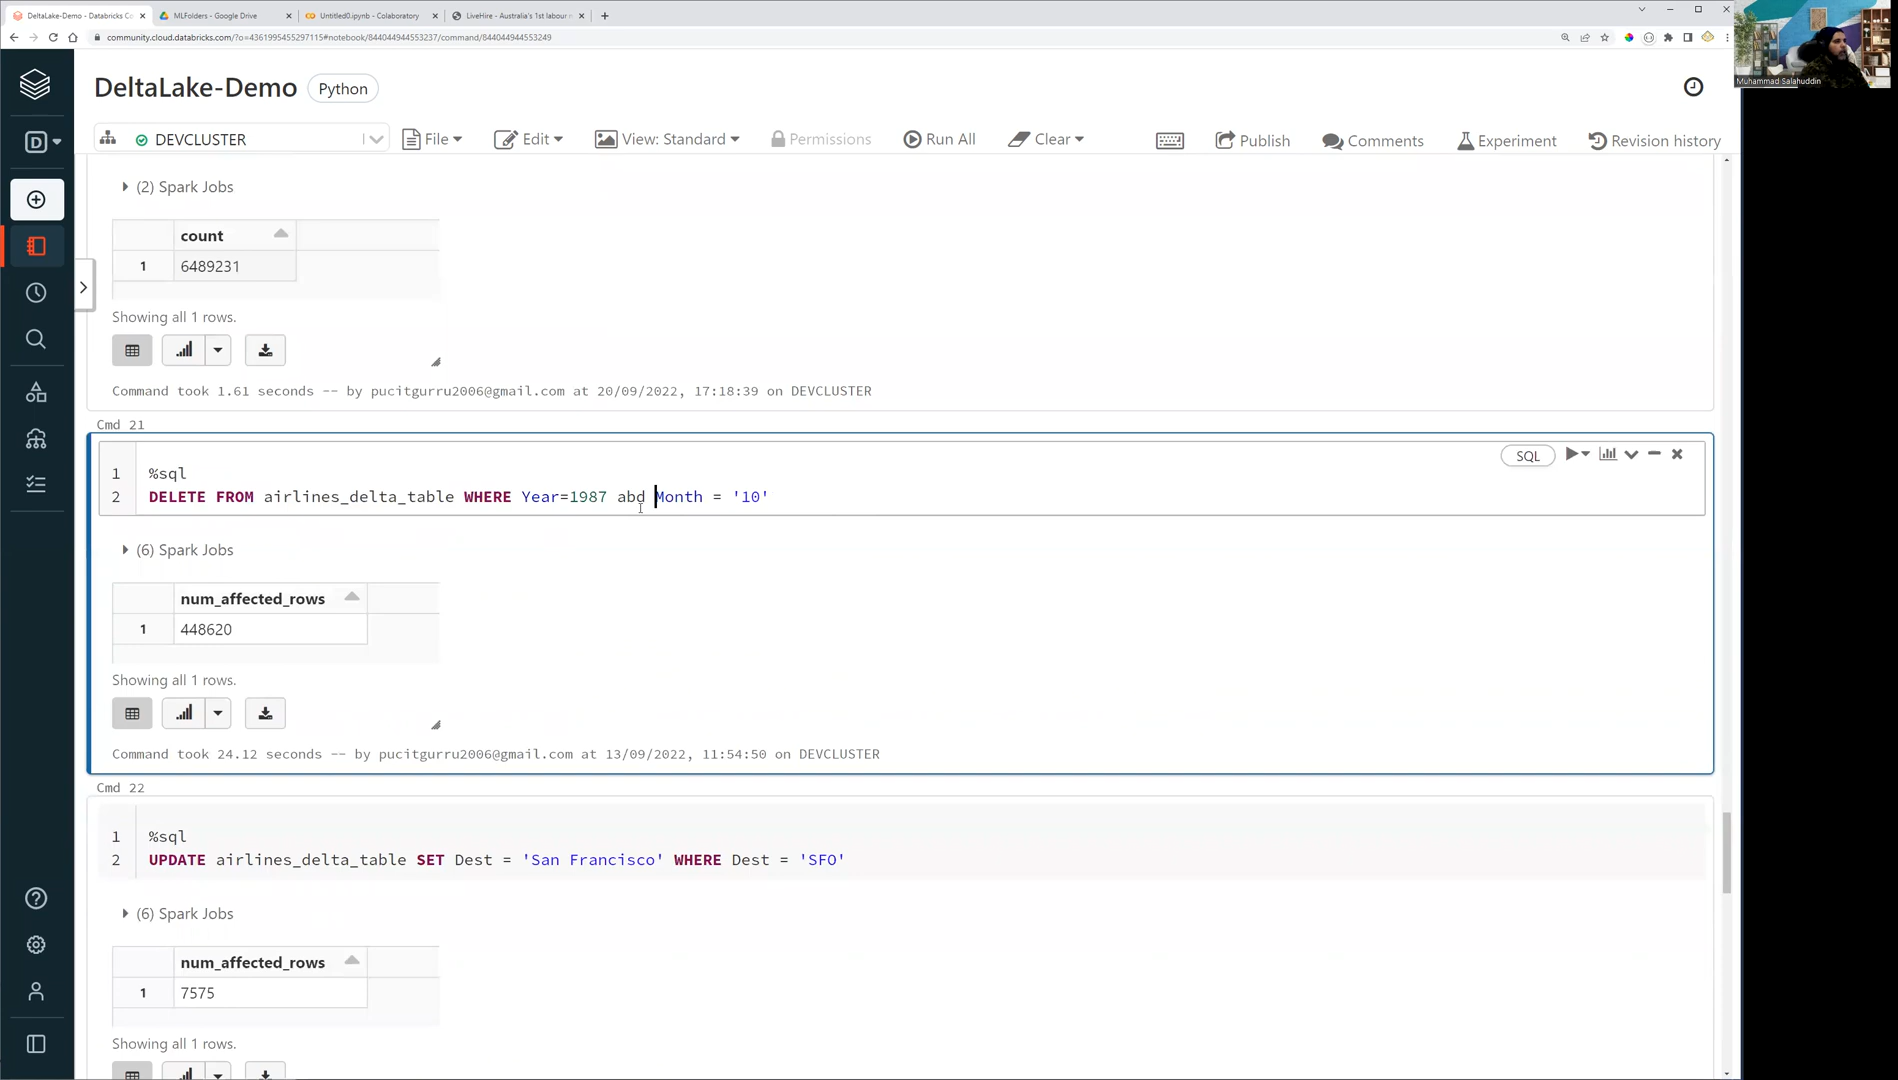 DeltaLake-Demo - Databricks Co
MLFolders - Google Drive
Untitled0.ipynb - Colaboratory
LiveHire - Australia's 1st labour n
community.cloud.databricks.com/?o=4361995455297115#notebook/844044944553237/command/844044944553249
Muhammad Salahuddin
DeltaLake-Demo Python
D
DEVCLUSTER File Edit View: Standard Permissions Run All Clear Publish Comments Experiment Revision history
(2) Spark Jobs
count
1 6489231
Showing all 1 rows.
Command took 1.61 seconds -- by pucitgurru2006@gmail.com at 20/09/2022, 17:18:39 on DEVCLUSTER
Cmd 21
SQL
1 %sql
2 DELETE FROM airlines_delta_table WHERE Year=1987 abd Month = '10'
(6) Spark Jobs
num_affected_rows
1 448620
Showing all 1 rows.
Command took 24.12 seconds -- by pucitgurru2006@gmail.com at 13/09/2022, 11:54:50 on DEVCLUSTER
Cmd 22
1 %sql
2 UPDATE airlines_delta_table SET Dest = 'San Francisco' WHERE Dest = 'SFO'
(6) Spark Jobs
num_affected_rows
1 7575
Showing all 1 rows.